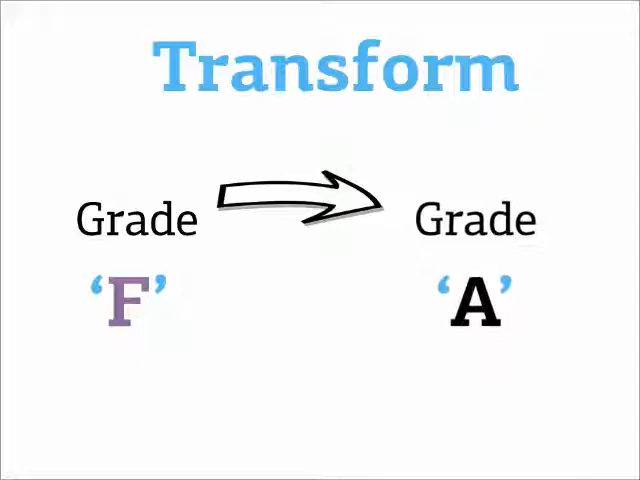 Transform
Grade Grade
‘F’ ‘A’